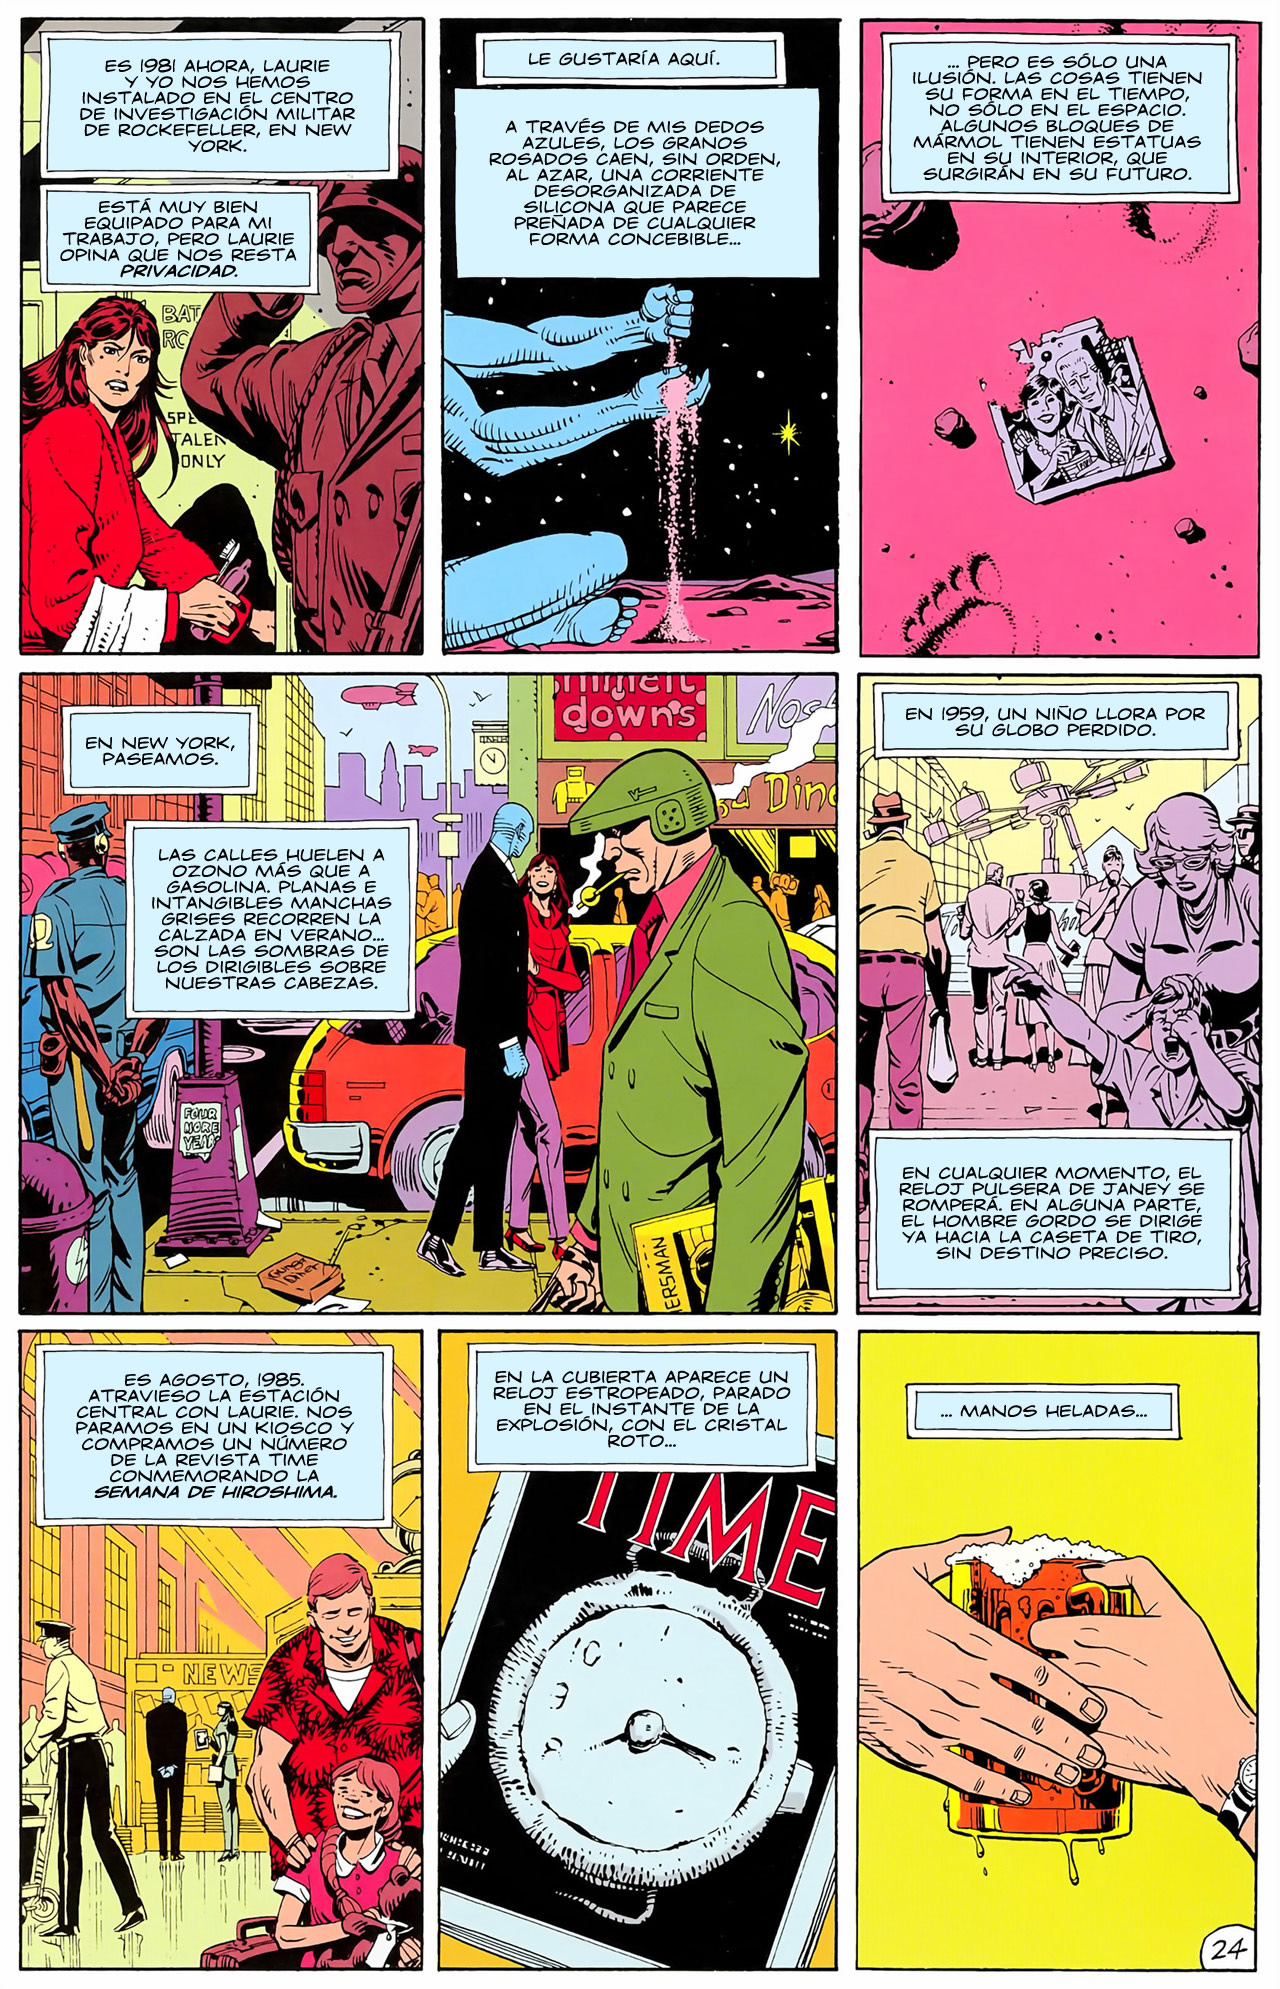 ES 1981 AHORA, LAURIE
Y YO NOS HEMOS
INSTALADO EN EL CENTRO
DE INVESTIGACIÓN MILITAR
DE ROCKEFELLER, EN NEW
YORK.
ESTÁ MUY BIEN
EQUIPADO PARA MI
TRABAJO, PERO LAURIE
OPINA QUE NOS RESTA
PRIVACIDAD.
BAT
RO
SPE
TALEN
ONLY
LE GUSTARÍA AQUÍ.
A TRAVÉS DE MIS DEDOS
AZULES, LOS GRANOS
ROSADOS CAEN, SIN ORDEN,
AL AZAR, UNA CORRIENTE
DESORGANIZADA DE
SILICONA QUE PARECE
PREÑADA DE CUALQUIER
FORMA CONCEBIBLE...
... PERO ES SÓLO UNA
ILUSIÓN. LAS COSAS TIENEN
SU FORMA EN EL TIEMPO,
NO SÓLO EN EL ESPACIO.
ALGUNOS BLOQUES DE
MÁRMOL TIENEN ESTATUAS
EN SU INTERIOR, QUE
SURGIRÁN EN SU FUTURO.
EN NEW YORK,
PASEAMOS.
LAS CALLES HUELEN A
OZONO MÁS QUE A
GASOLINA. PLANAS E
INTANGIBLES MANCHAS
GRISES RECORREN LA
CALZADA EN VERANO...
SON LAS SOMBRAS DE
LOS DIRIGIBLES SOBRE
NUESTRAS CABEZAS.
mmelt
downs
Nos
a Dine
FOUR
MORE
YEARS
Diner
MERSMAN
EN 1959, UN NIÑO LLORA POR
SU GLOBO PERDIDO.
EN CUALQUIER MOMENTO, EL
RELOJ PULSERA DE JANEY SE
ROMPERÁ. EN ALGUNA PARTE,
EL HOMBRE GORDO SE DIRIGE
YA HACIA LA CASETA DE TIRO,
SIN DESTINO PRECISO.
ES AGOSTO, 1985.
ATRAVIESO LA ESTACIÓN
CENTRAL CON LAURIE. NOS
PARAMOS EN UN KIOSCO Y
COMPRAMOS UN NÚMERO
DE LA REVISTA TIME
CONMEMORANDO LA
SEMANA DE HIROSHIMA.
NEWS
EN LA CUBIERTA APARECE UN
RELOJ ESTROPEADO, PARADO
EN EL INSTANTE DE LA
EXPLOSIÓN, CON EL CRISTAL
ROTO...
TIME
... MANOS HELADAS...
24